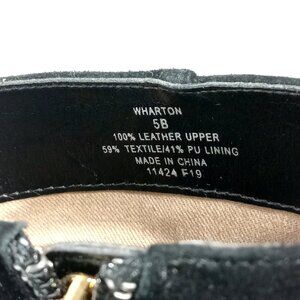 WHARTON
5B
100% LEATHER UPPER
59% TEXTILE/41% PU LINING
MADE IN CHINA
11424 F19